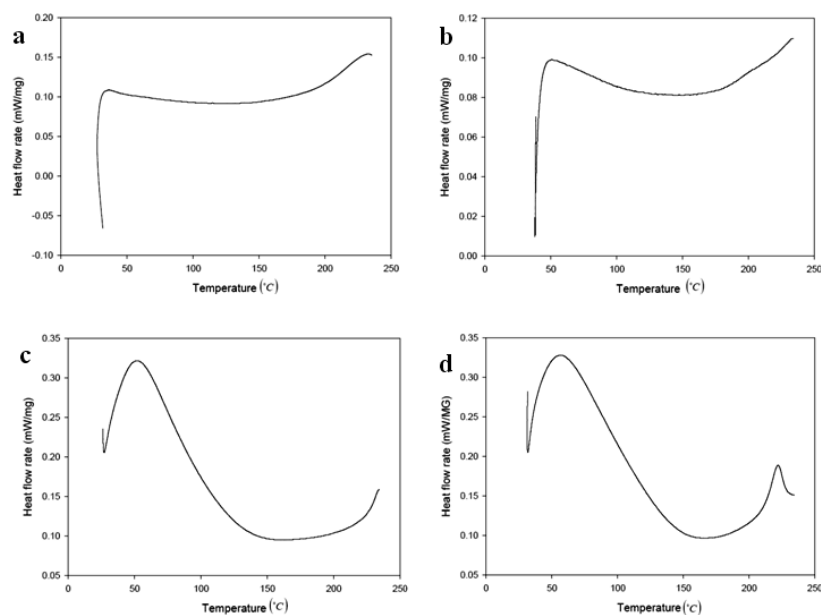 a
Heat flow rate (mW/mg)
0.20
0.15
0.10
0.05
0.00
-0.05
-0.10
0 50 100 150 200 250
Temperature (°C)
b
Heat flow rate (mW/mg)
0.12
0.10
0.08
0.06
0.04
0.02
0.00
0 50 100 150 200 250
Temperature (°C)
c
Heat flow rate (mW/mg)
0.35
0.30
0.25
0.20
0.15
0.10
0.05
0 50 100 150 200 250
Temperature (°C)
d
Heat flow rate (mW/MG)
0.35
0.30
0.25
0.20
0.15
0.10
0.05
0 50 100 150 200 250
Temperature (°C)